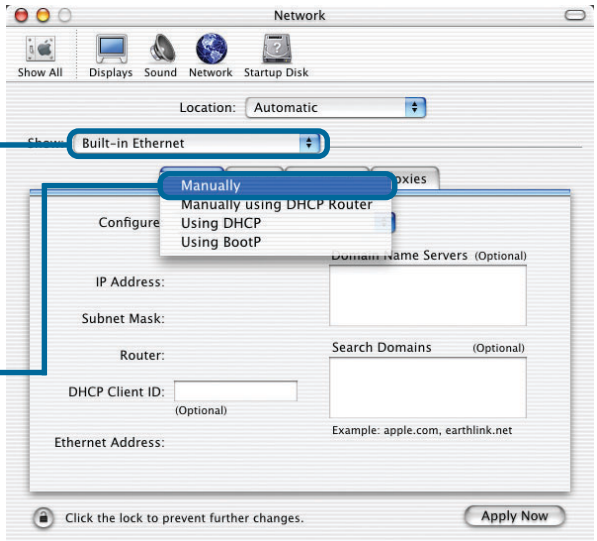 Network
Show All Displays Sound Network Startup Disk
Location: Automatic
Show: Built-in Ethernet
Manually
Manually using DHCP Router
Using DHCP
Using BootP
Configure
Domain Name Servers (Optional)
IP Address:
Subnet Mask:
Router:
Search Domains (Optional)
DHCP Client ID:
(Optional)
Example: apple.com, earthlink.net
Ethernet Address:
Click the lock to prevent further changes.
Apply Now